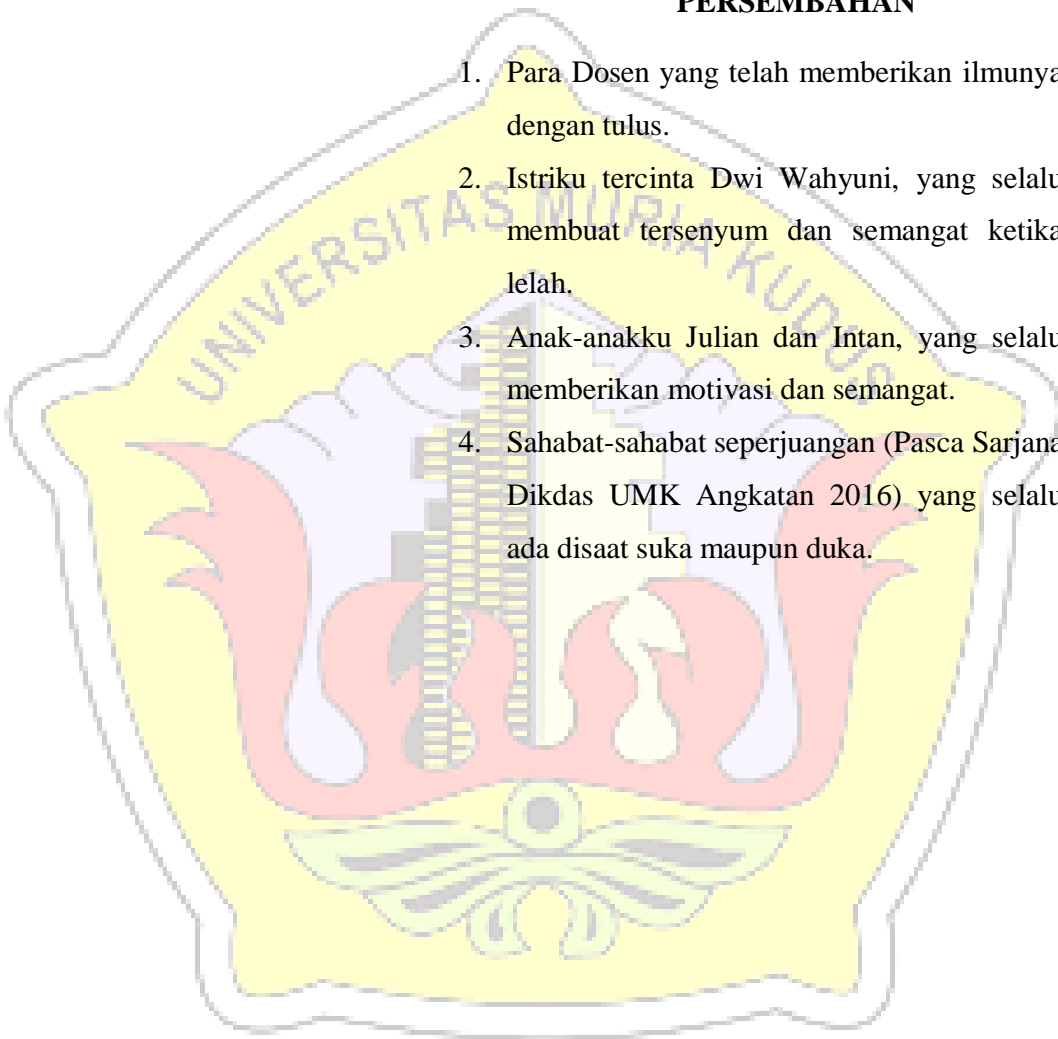 PERSEMBAHAN
1. Para Dosen yang telah memberikan ilmunya
dengan tulus.
2. Istriku tercinta Dwi Wahyuni, yang selalu
membuat tersenyum dan semangat ketika
lelah.
3. Anak-anakku Julian dan Intan, yang selalu
memberikan motivasi dan semangat.
4. Sahabat-sahabat seperjuangan (Pasca Sarjana
Dikdas UMK Angkatan 2016) yang selalu
ada disaat suka maupun duka.
UNIVERSITAS MURIA KUDUS